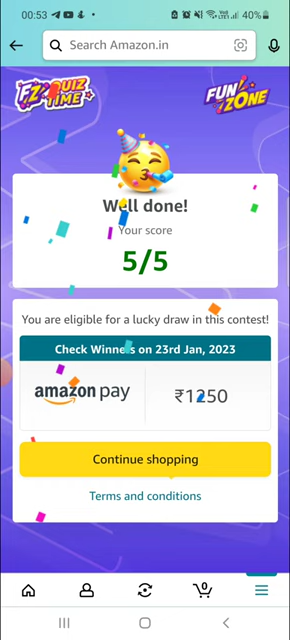 00:53
40%
Search Amazon.in
FZ QUIZ
TIME
FUN
ZONE
Well done!
Your score
5/5
You are eligible for a lucky draw in this contest!
Check Winners on 23rd Jan, 2023
amazon pay
₹1250
Continue shopping
Terms and conditions
0